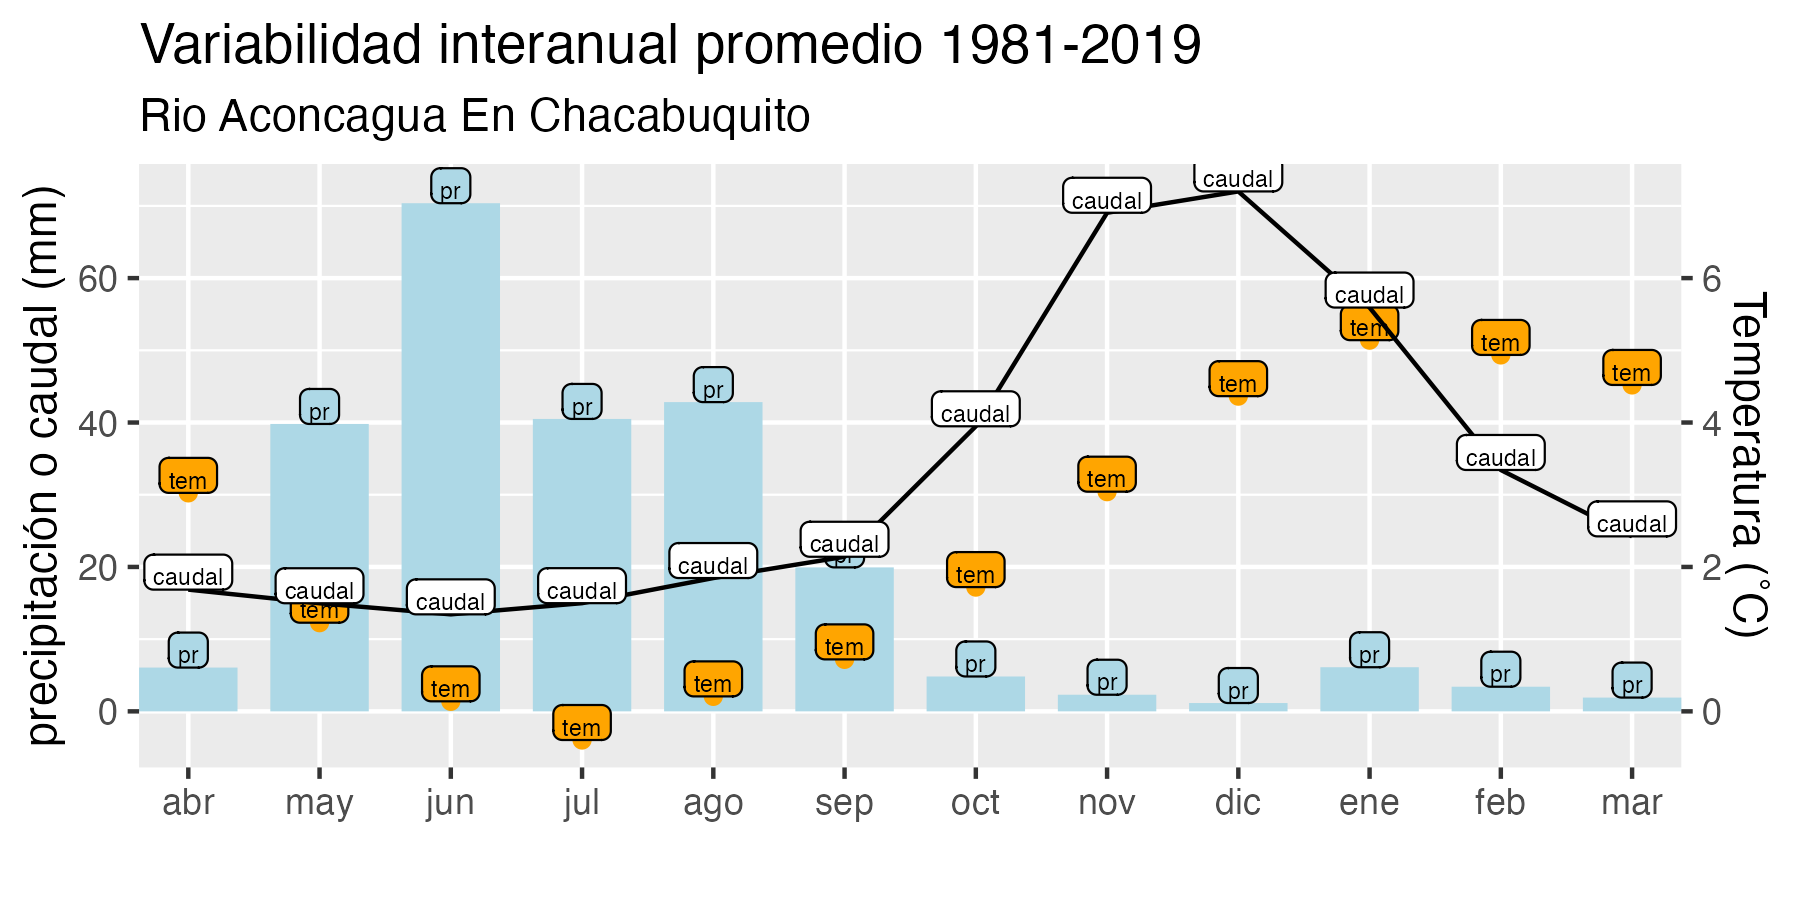 Variabilidad interanual promedio 1981-2019
Rio Aconcagua En Chacabuquito
precipitación o caudal (mm)
60
40
20
0
6
4
2
0
Temperatura (°C)
pr
caudal
caudal
pr
pr
pr
caudal
tem
tem
tem
tem
caudal
tem
tem
caudal
caudal
caudal
caudal
pr
tem
caudal
caudal
caudal
caudal
tem
tem
pr
tem
tem
tem
pr
pr
pr
pr
pr
pr
pr
tem
abr
may
jun
jul
ago
sep
oct
nov
dic
ene
feb
mar